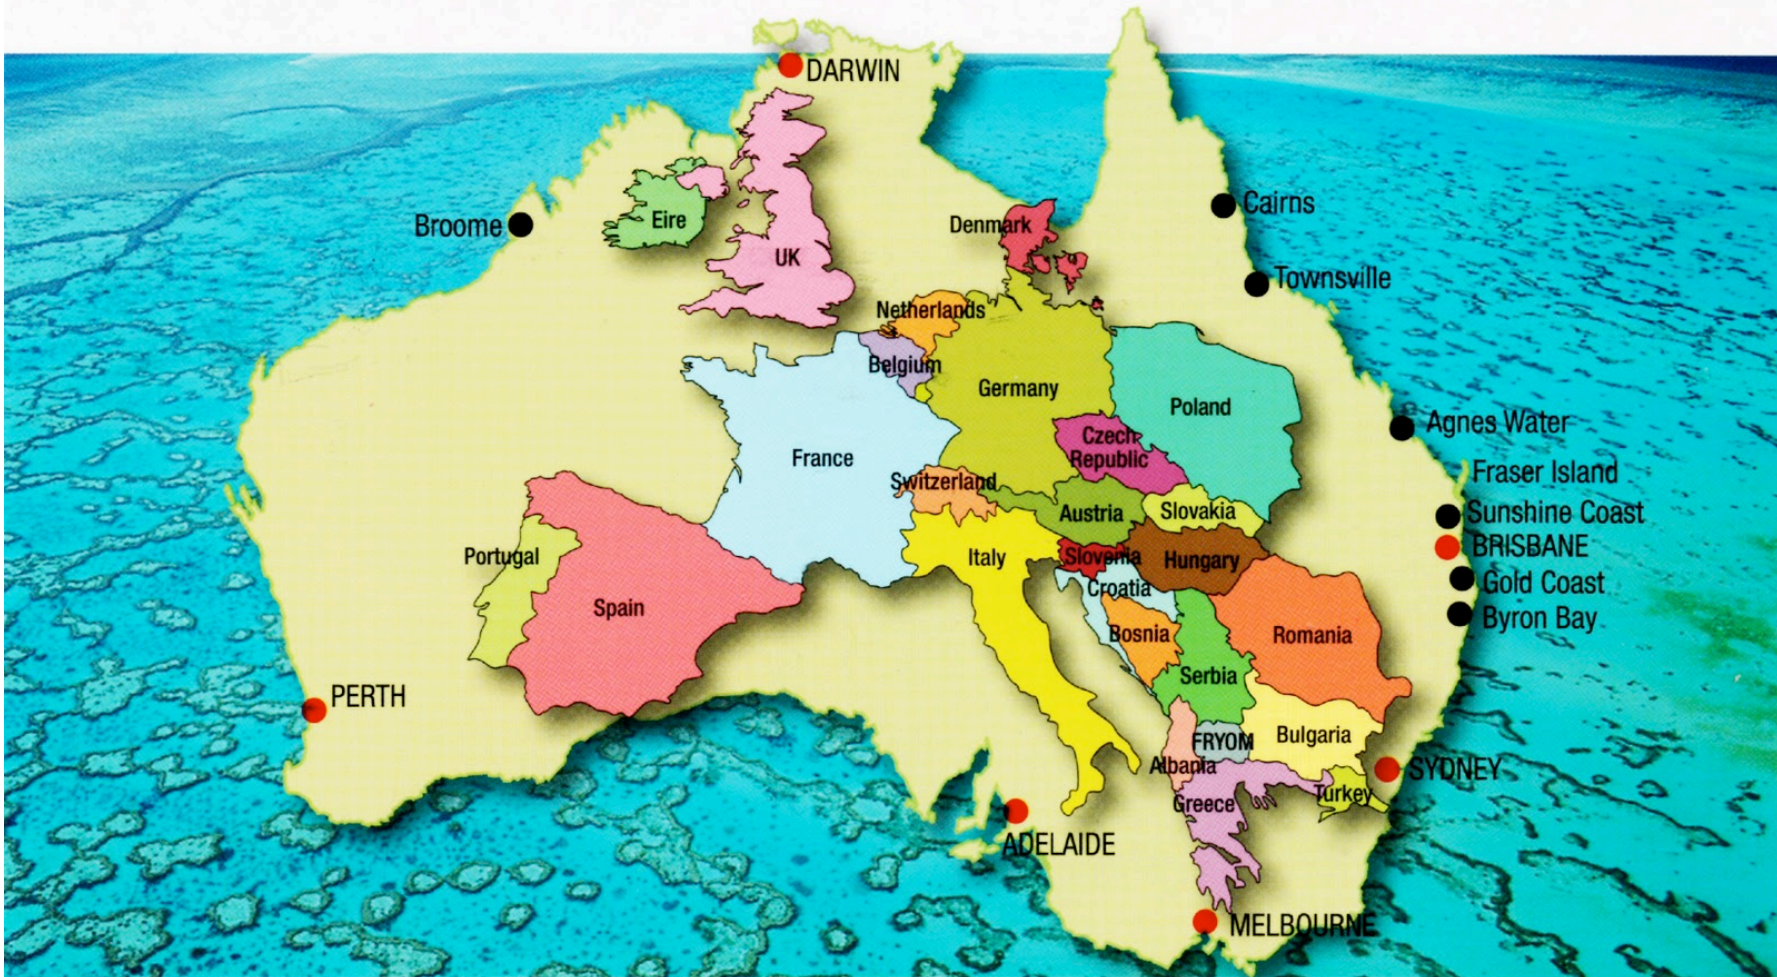 DARWIN
Broome
Eire
UK
Denmark
Cairns
Townsville
Netherlands
Belgium
Germany
Poland
Agnes Water
France
Czech
Republic
Fraser Island
Switzerland
Austria
Slovakia
Sunshine Coast
BRISBANE
Portugal
Italy
Slovenia
Hungary
Gold Coast
Croatia
Spain
Bosnia
Romania
Byron Bay
Serbia
PERTH
FRYOM
Bulgaria
Albania
SYDNEY
Greece
Turkey
ADELAIDE
MELBOURNE